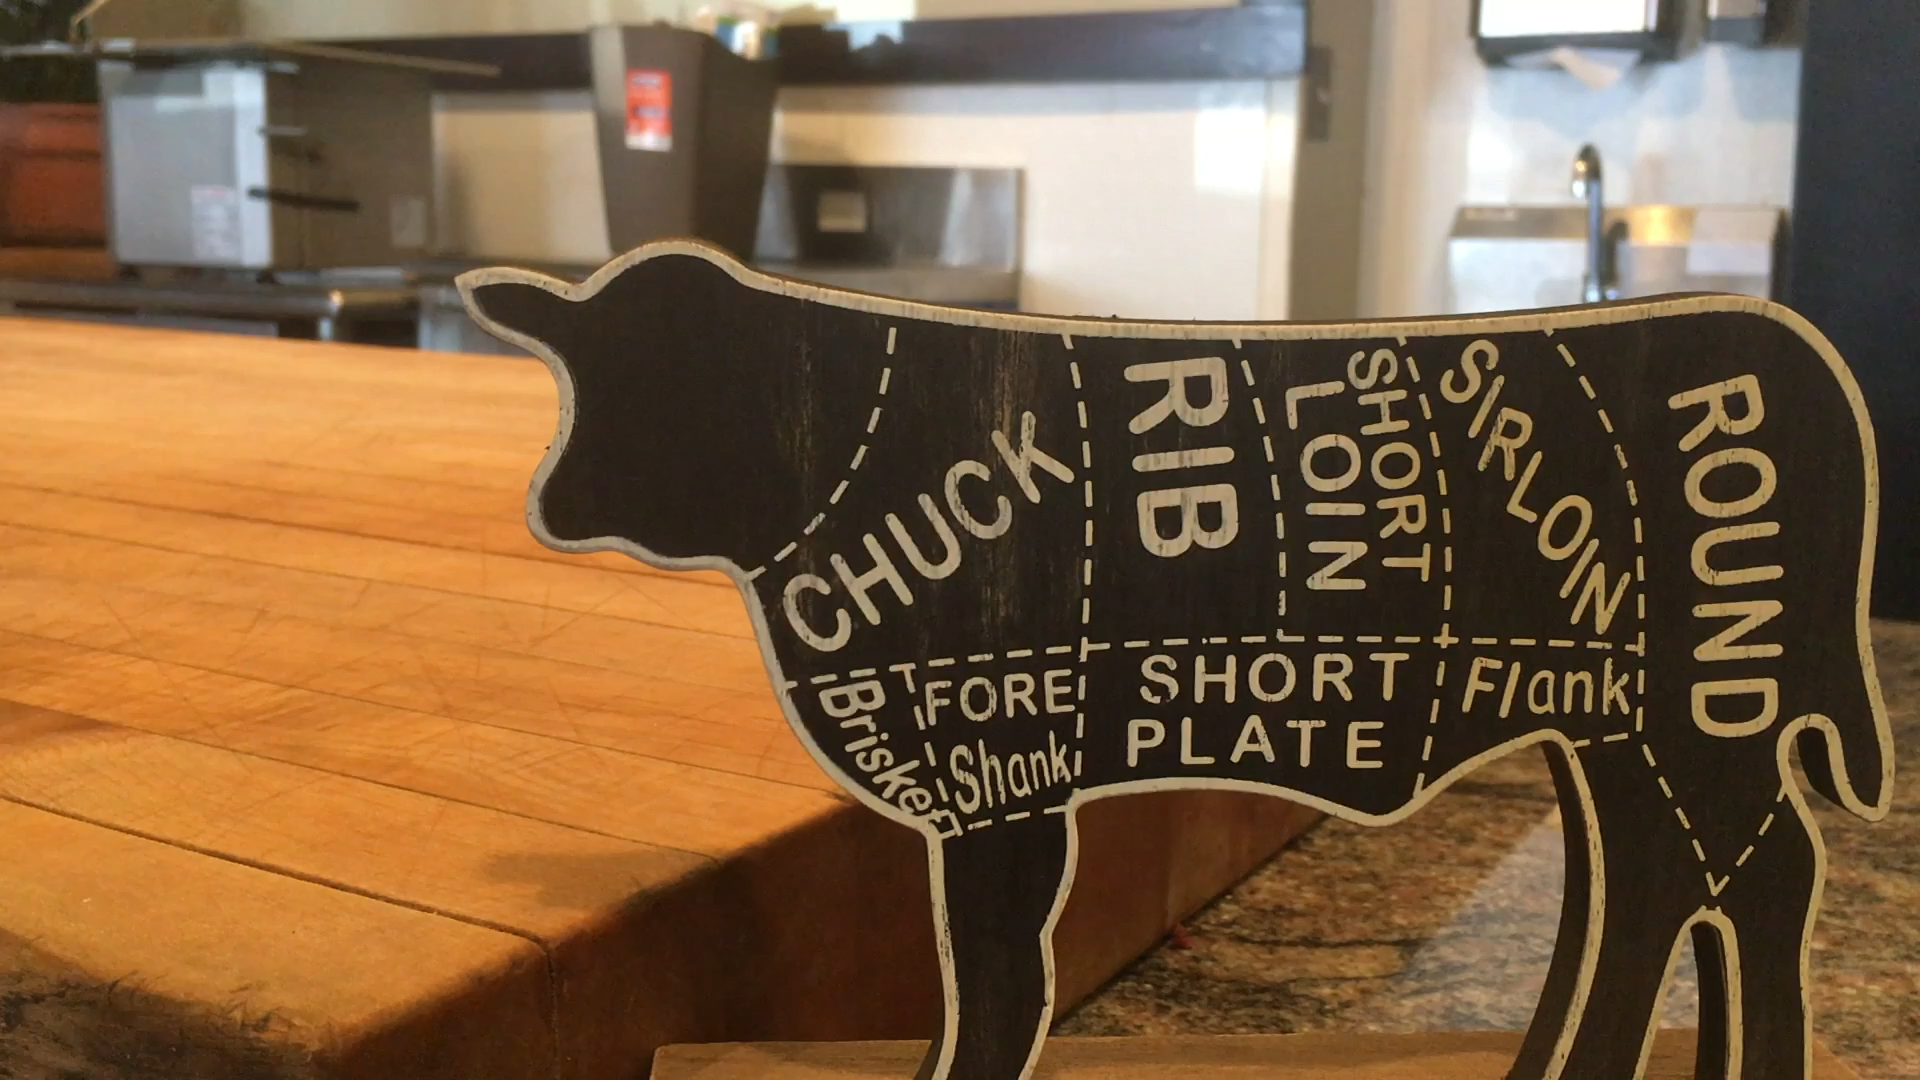 CHUCK
RIB
SHORT
LOIN
SIRLOIN
ROUND
Brisket
FORE
Shank
SHORT
PLATE
Flank